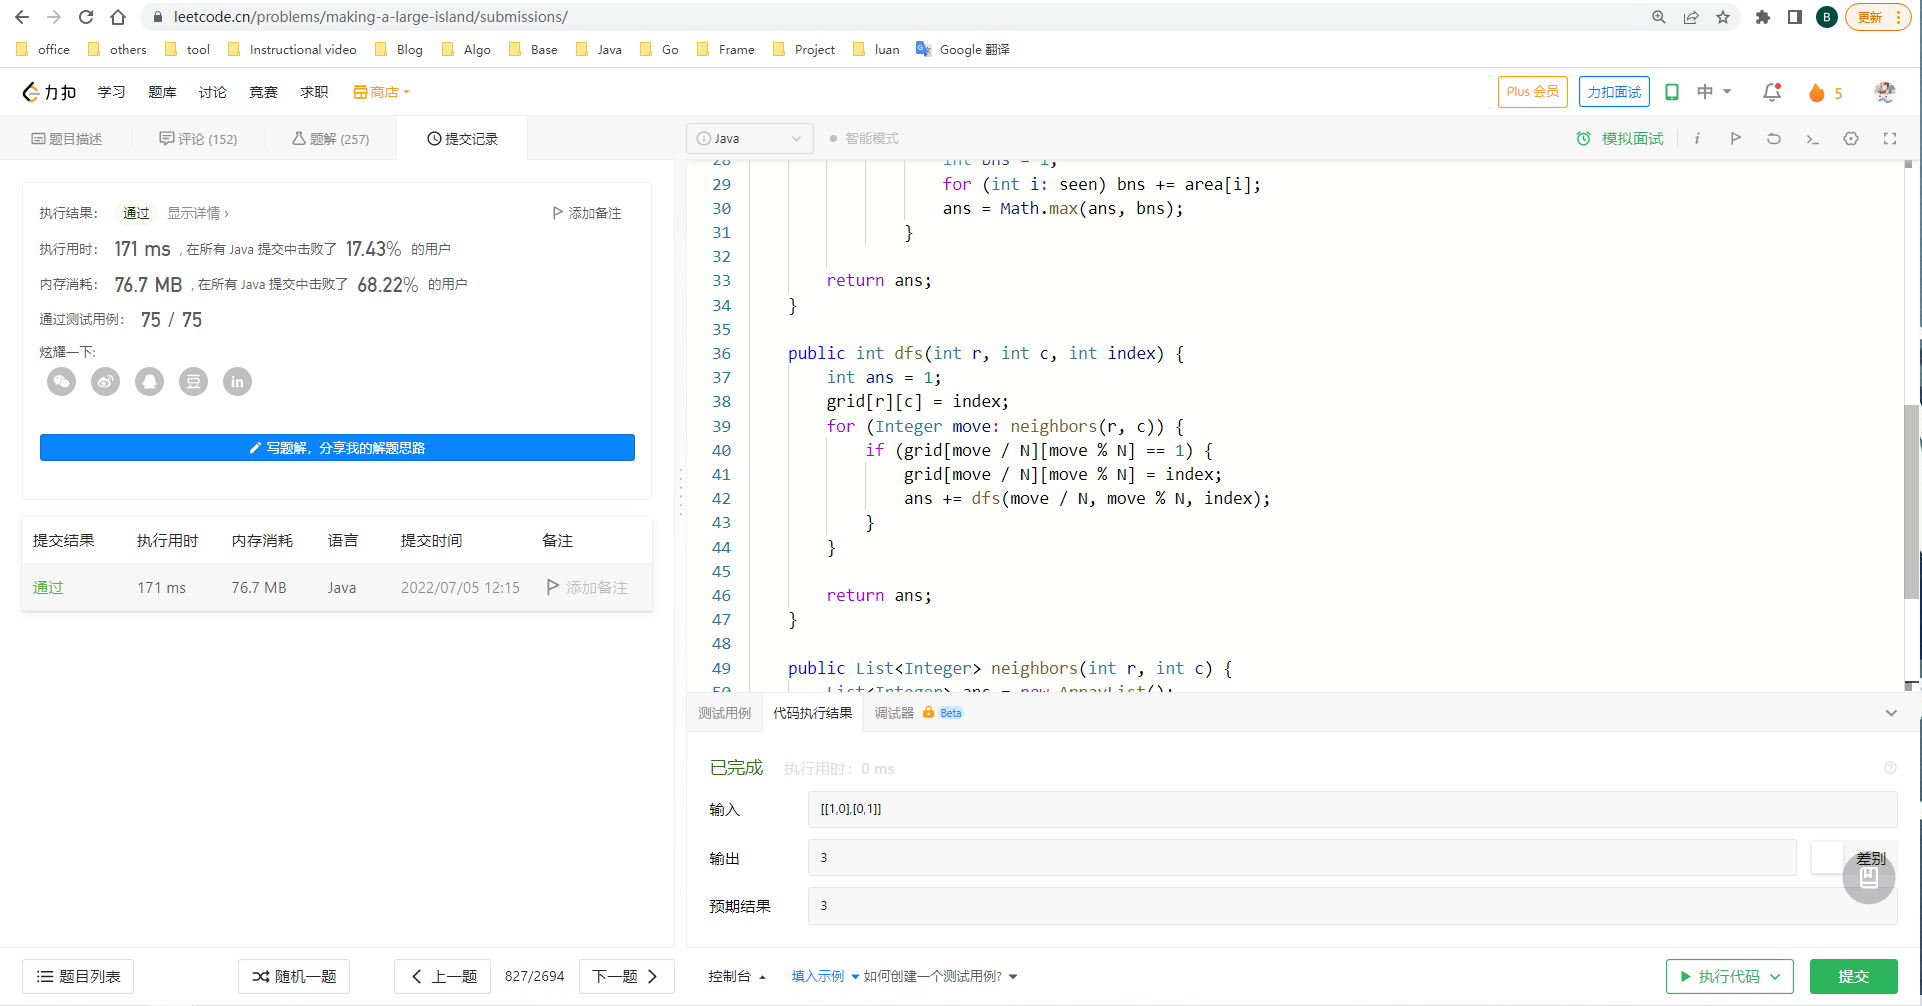 leetcode.cn/problems/making-a-large-island/submissions/
B
更新
office others tool Instructional video Blog Algo Base Java Go Frame Project luan Google 翻译
力扣 学习 题库 讨论 竞赛 求职 商店
Plus 会员 力扣面试 中 5
题目描述 评论 (152) 题解 (257) 提交记录
执行结果： 通过 显示详情 › 添加备注
执行用时： 171 ms , 在所有 Java 提交中击败了 17.43% 的用户
内存消耗： 76.7 MB , 在所有 Java 提交中击败了 68.22% 的用户
通过测试用例： 75 / 75
炫耀一下:
豆 in
写题解，分享我的解题思路
提交结果 执行用时 内存消耗 语言 提交时间 备注
通过 171 ms 76.7 MB Java 2022/07/05 12:15 添加备注
题目列表 随机一题 上一题 827/2694 下一题
Java 智能模式 模拟面试 i
28 int bns = 1;
29 for (int i: seen) bns += area[i];
30 ans = Math.max(ans, bns);
31 }
32
33 return ans;
34 }
35
36 public int dfs(int r, int c, int index) {
37 int ans = 1;
38 grid[r][c] = index;
39 for (Integer move: neighbors(r, c)) {
40 if (grid[move / N][move % N] == 1) {
41 grid[move / N][move % N] = index;
42 ans += dfs(move / N, move % N, index);
43 }
44 }
45
46 return ans;
47 }
48
49 public List<Integer> neighbors(int r, int c) {
50 List<Integer> ans = new ArrayList();
测试用例 代码执行结果 调试器 Beta
已完成 执行用时：0 ms
输入 [[1,0],[0,1]]
输出 3 差别
预期结果 3
控制台 填入示例 如何创建一个测试用例? 执行代码 提交